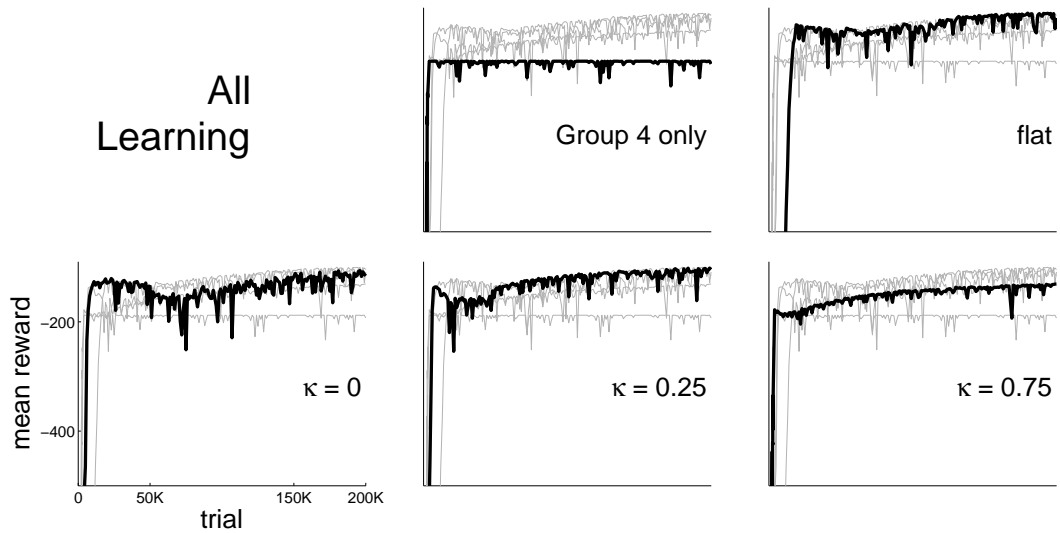 All
Learning
Group 4 only
flat
mean reward
−200
−400
κ = 0
κ = 0.25
κ = 0.75
0
50K
150K
200K
trial